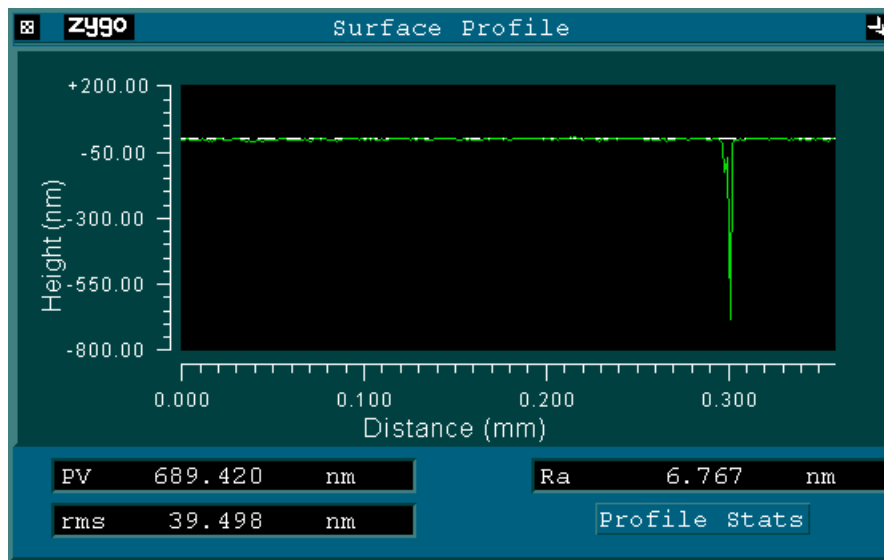 zygo Surface Profile
+200.00
-50.00
-300.00
-550.00
-800.00
Height (nm)
0.000 0.100 0.200 0.300
Distance (mm)
PV 689.420 nm Ra 6.767 nm
rms 39.498 nm Profile Stats